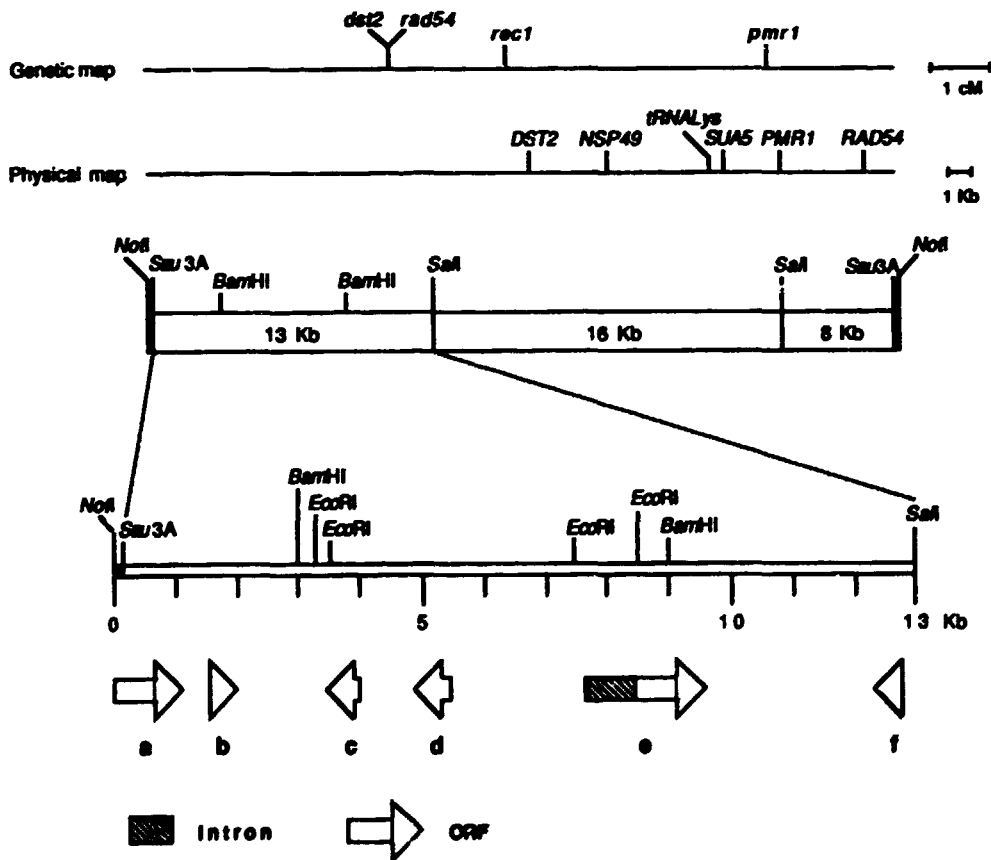 dst2 rad54
rec1
pmr1
Genetic map
1 cM
tRNALys
DST2 NSP49 SUA5 PMR1 RAD54
Physical map
1 Kb
NotI
Sau3A
BamHI
BamHI
SalI
SalI
Sau3A
NotI
13 Kb
16 Kb
8 Kb
NotI
Sau3A
BamHI
EcoRI
EcoRI
EcoRI
EcoRI
BamHI
SalI
0 5 10 13 Kb
a b c d e f
Intron
ORF